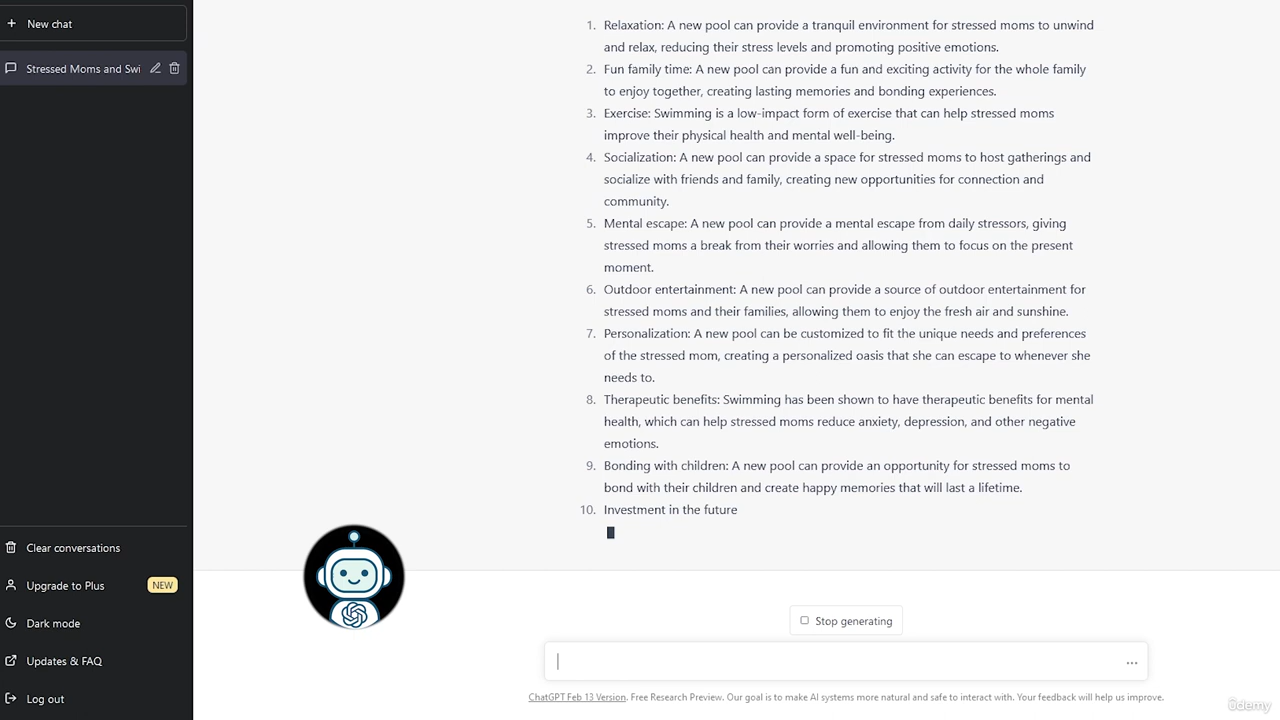 New chat
Stressed Moms and Swi
1. Relaxation: A new pool can provide a tranquil environment for stressed moms to unwind
and relax, reducing their stress levels and promoting positive emotions.
2. Fun family time: A new pool can provide a fun and exciting activity for the whole family
to enjoy together, creating lasting memories and bonding experiences.
3. Exercise: Swimming is a low-impact form of exercise that can help stressed moms
improve their physical health and mental well-being.
4. Socialization: A new pool can provide a space for stressed moms to host gatherings and
socialize with friends and family, creating new opportunities for connection and
community.
5. Mental escape: A new pool can provide a mental escape from daily stressors, giving
stressed moms a break from their worries and allowing them to focus on the present
moment.
6. Outdoor entertainment: A new pool can provide a source of outdoor entertainment for
stressed moms and their families, allowing them to enjoy the fresh air and sunshine.
7. Personalization: A new pool can be customized to fit the unique needs and preferences
of the stressed mom, creating a personalized oasis that she can escape to whenever she
needs to.
8. Therapeutic benefits: Swimming has been shown to have therapeutic benefits for mental
health, which can help stressed moms reduce anxiety, depression, and other negative
emotions.
9. Bonding with children: A new pool can provide an opportunity for stressed moms to
bond with their children and create happy memories that will last a lifetime.
10. Investment in the future
Clear conversations
Upgrade to Plus NEW
Dark mode
Updates & FAQ
Log out
Stop generating
ChatGPT Feb 13 Version. Free Research Preview. Our goal is to make AI systems more natural and safe to interact with. Your feedback will help us improve.
ûdemy